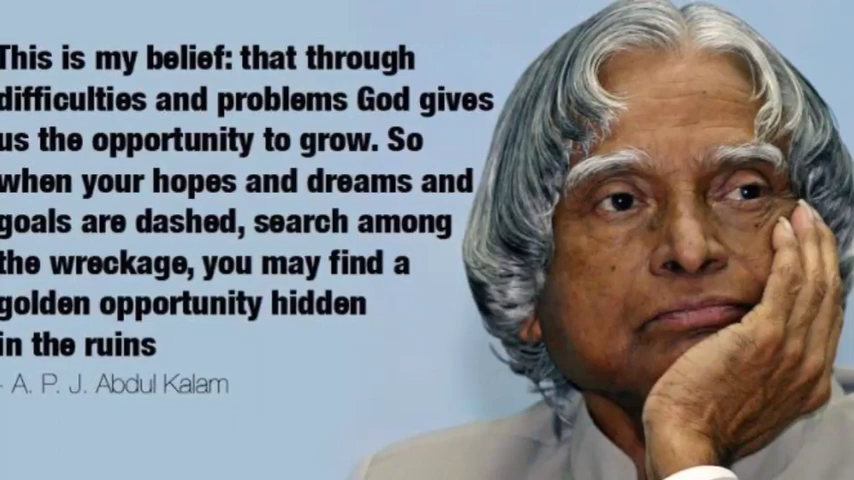 This is my belief: that through
difficulties and problems God gives
us the opportunity to grow. So
when your hopes and dreams and
goals are dashed, search among
the wreckage, you may find a
golden opportunity hidden
in the ruins
- A. P. J. Abdul Kalam